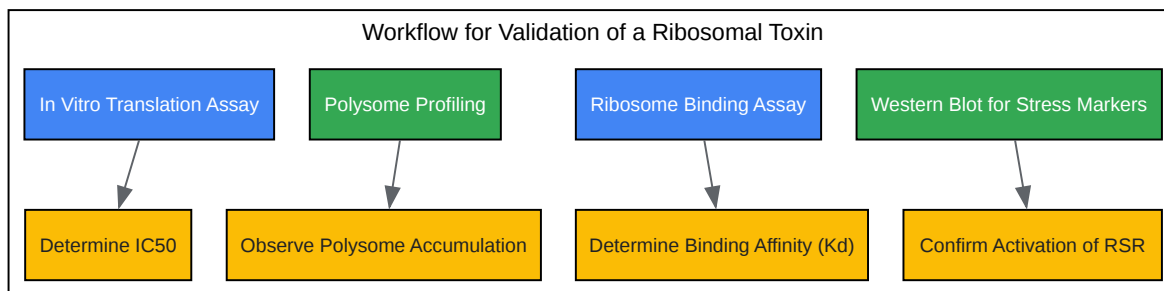 Workflow for Validation of a Ribosomal Toxin
In Vitro Translation Assay
Polysome Profiling
Ribosome Binding Assay
Western Blot for Stress Markers
Determine IC50
Observe Polysome Accumulation
Determine Binding Affinity (Kd)
Confirm Activation of RSR